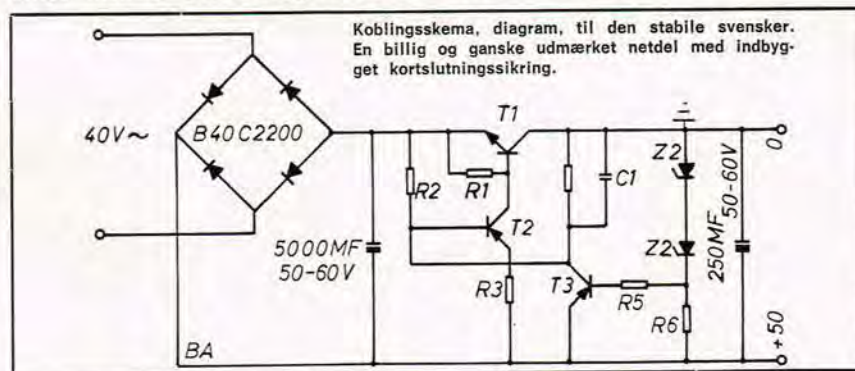 Koblingsskema, diagram, til den stabile svensker.
En billig og ganske udmærket netdel med indbyg-
get kortslutningssikring.
40V~
B40C2200
T1
0
R2
R1
C1
Z2
T2
5000MF
50-60V
R3
T3
R5
Z2
R6
250MF
50-60V
BA
+50